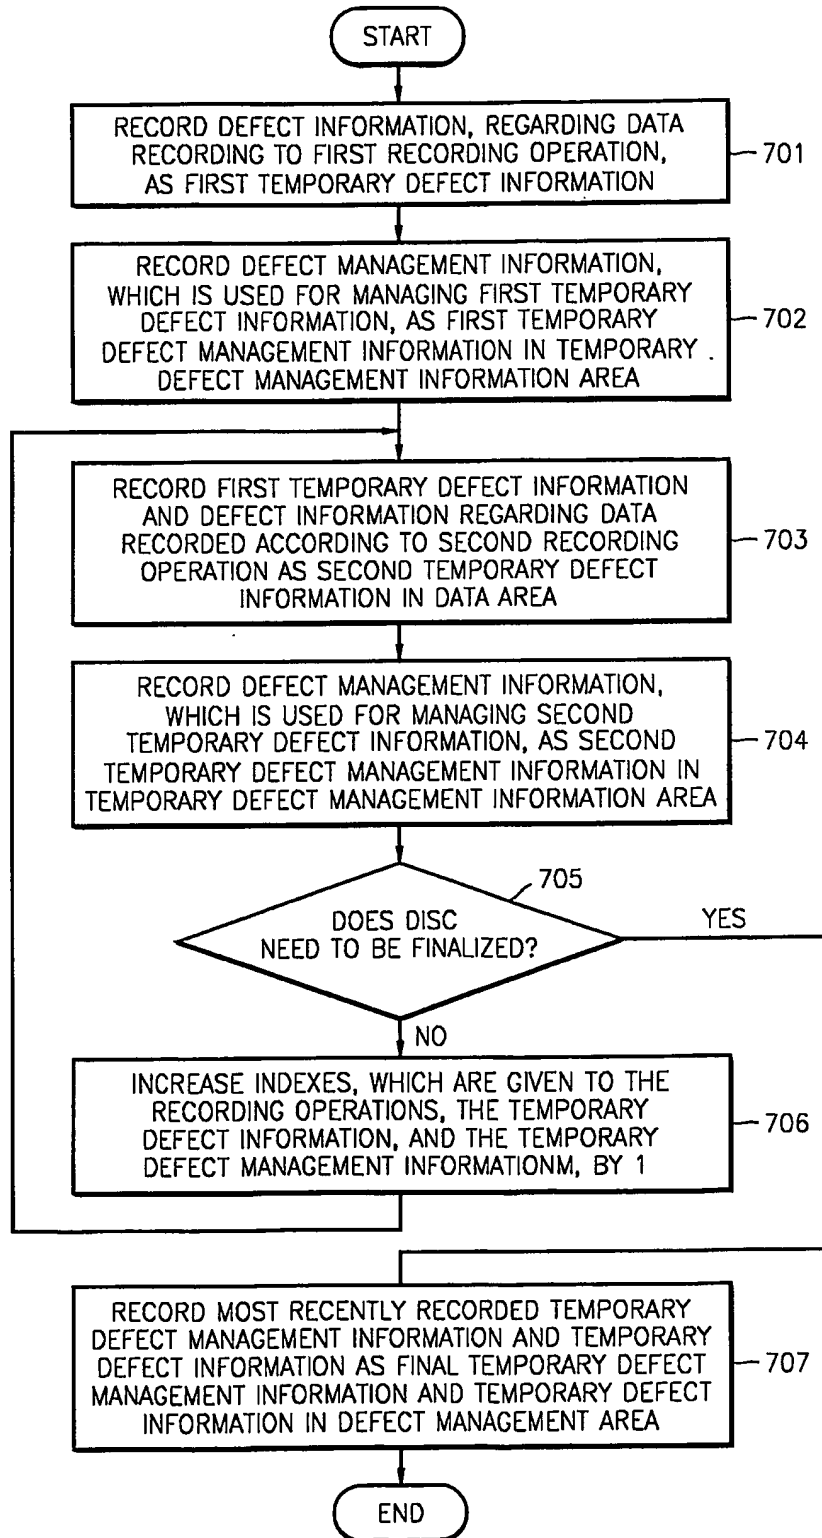 START
RECORD DEFECT INFORMATION, REGARDING DATA
RECORDING TO FIRST RECORDING OPERATION,
AS FIRST TEMPORARY DEFECT INFORMATION
701
RECORD DEFECT MANAGEMENT INFORMATION,
WHICH IS USED FOR MANAGING FIRST TEMPORARY
DEFECT INFORMATION, AS FIRST TEMPORARY
DEFECT MANAGEMENT INFORMATION IN TEMPORARY
DEFECT MANAGEMENT INFORMATION AREA
702
RECORD FIRST TEMPORARY DEFECT INFORMATION
AND DEFECT INFORMATION REGARDING DATA
RECORDED ACCORDING TO SECOND RECORDING
OPERATION AS SECOND TEMPORARY DEFECT
INFORMATION IN DATA AREA
703
RECORD DEFECT MANAGEMENT INFORMATION,
WHICH IS USED FOR MANAGING SECOND
TEMPORARY DEFECT INFORMATION, AS SECOND
TEMPORARY DEFECT MANAGEMENT INFORMATION IN
TEMPORARY DEFECT MANAGEMENT INFORMATION AREA
704
705
DOES DISC
NEED TO BE FINALIZED?
YES
NO
INCREASE INDEXES, WHICH ARE GIVEN TO THE
RECORDING OPERATIONS, THE TEMPORARY
DEFECT INFORMATION, AND THE TEMPORARY
DEFECT MANAGEMENT INFORMATIONM, BY 1
706
RECORD MOST RECENTLY RECORDED TEMPORARY
DEFECT MANAGEMENT INFORMATION AND TEMPORARY
DEFECT INFORMATION AS FINAL TEMPORARY DEFECT
MANAGEMENT INFORMATION AND TEMPORARY DEFECT
INFORMATION IN DEFECT MANAGEMENT AREA
707
END